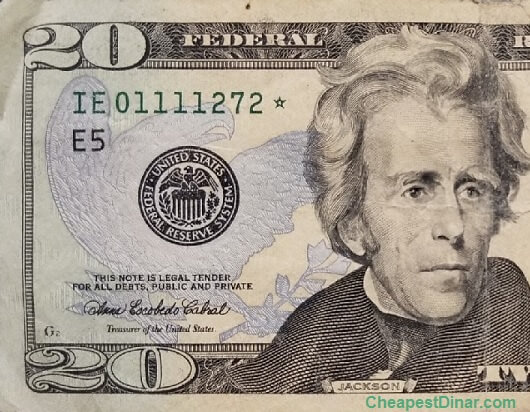 20 FEDERAL R
IE 01111272 ★
E5
UNITED STATES
FEDERAL RESERVE SYSTEM
THIS NOTE IS LEGAL TENDER
FOR ALL DEBTS, PUBLIC AND PRIVATE
Anna Escobedo Cabral
Treasurer of the United States
G2
20
JACKSON
TW
CheapestDinar.com